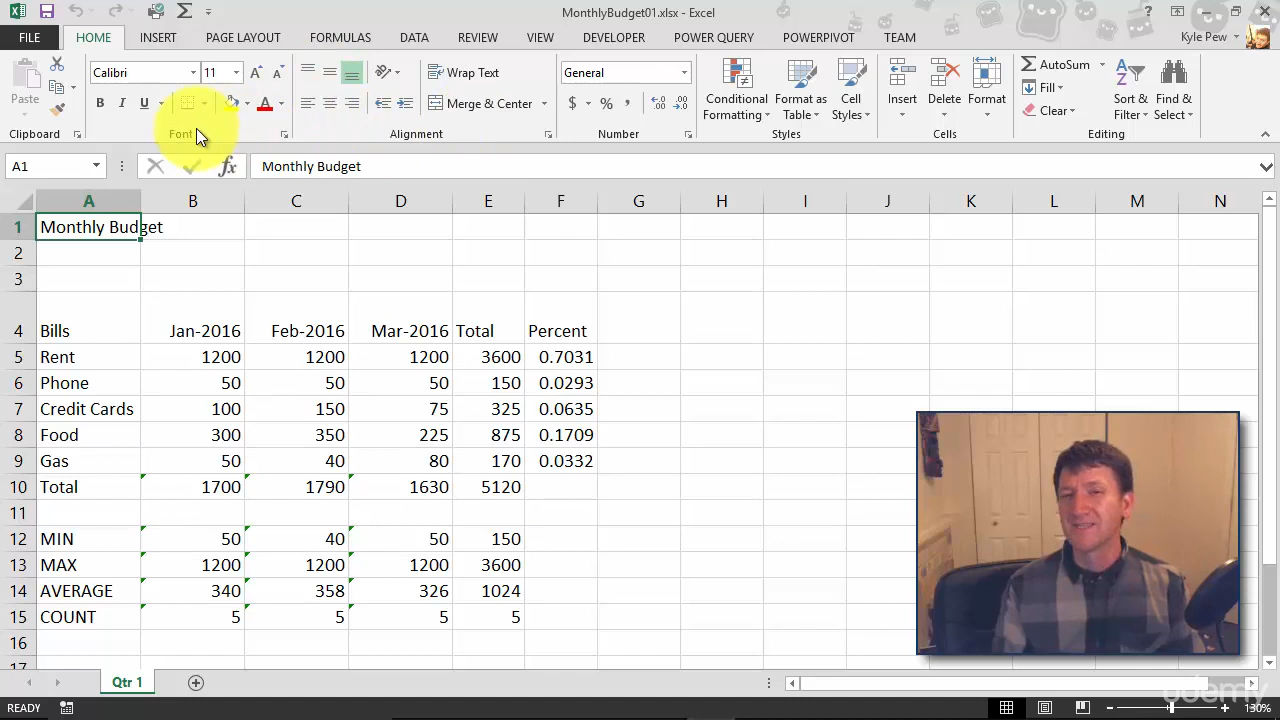 MonthlyBudget01.xlsx - Excel
FILE HOME INSERT PAGE LAYOUT FORMULAS DATA REVIEW VIEW DEVELOPER POWER QUERY POWERPIVOT TEAM Kyle Pew
Paste
Clipboard
Calibri 11
B I U A
Font
Wrap Text
Merge & Center
Alignment
General
$ % ,
Number
Conditional Formatting Format as Table Cell Styles
Styles
Insert Delete Format
Cells
AutoSum
Fill
Clear
Sort & Filter Find & Select
Editing
A1 fx Monthly Budget
A B C D E F G H I J K L M N
1 Monthly Budget
2
3
4 Bills Jan-2016 Feb-2016 Mar-2016 Total Percent
5 Rent 1200 1200 1200 3600 0.7031
6 Phone 50 50 50 150 0.0293
7 Credit Cards 100 150 75 325 0.0635
8 Food 300 350 225 875 0.1709
9 Gas 50 40 80 170 0.0332
10 Total 1700 1790 1630 5120
11
12 MIN 50 40 50 150
13 MAX 1200 1200 1200 3600
14 AVERAGE 340 358 326 1024
15 COUNT 5 5 5 5
16
17
Qtr 1
READY 130%
udemy